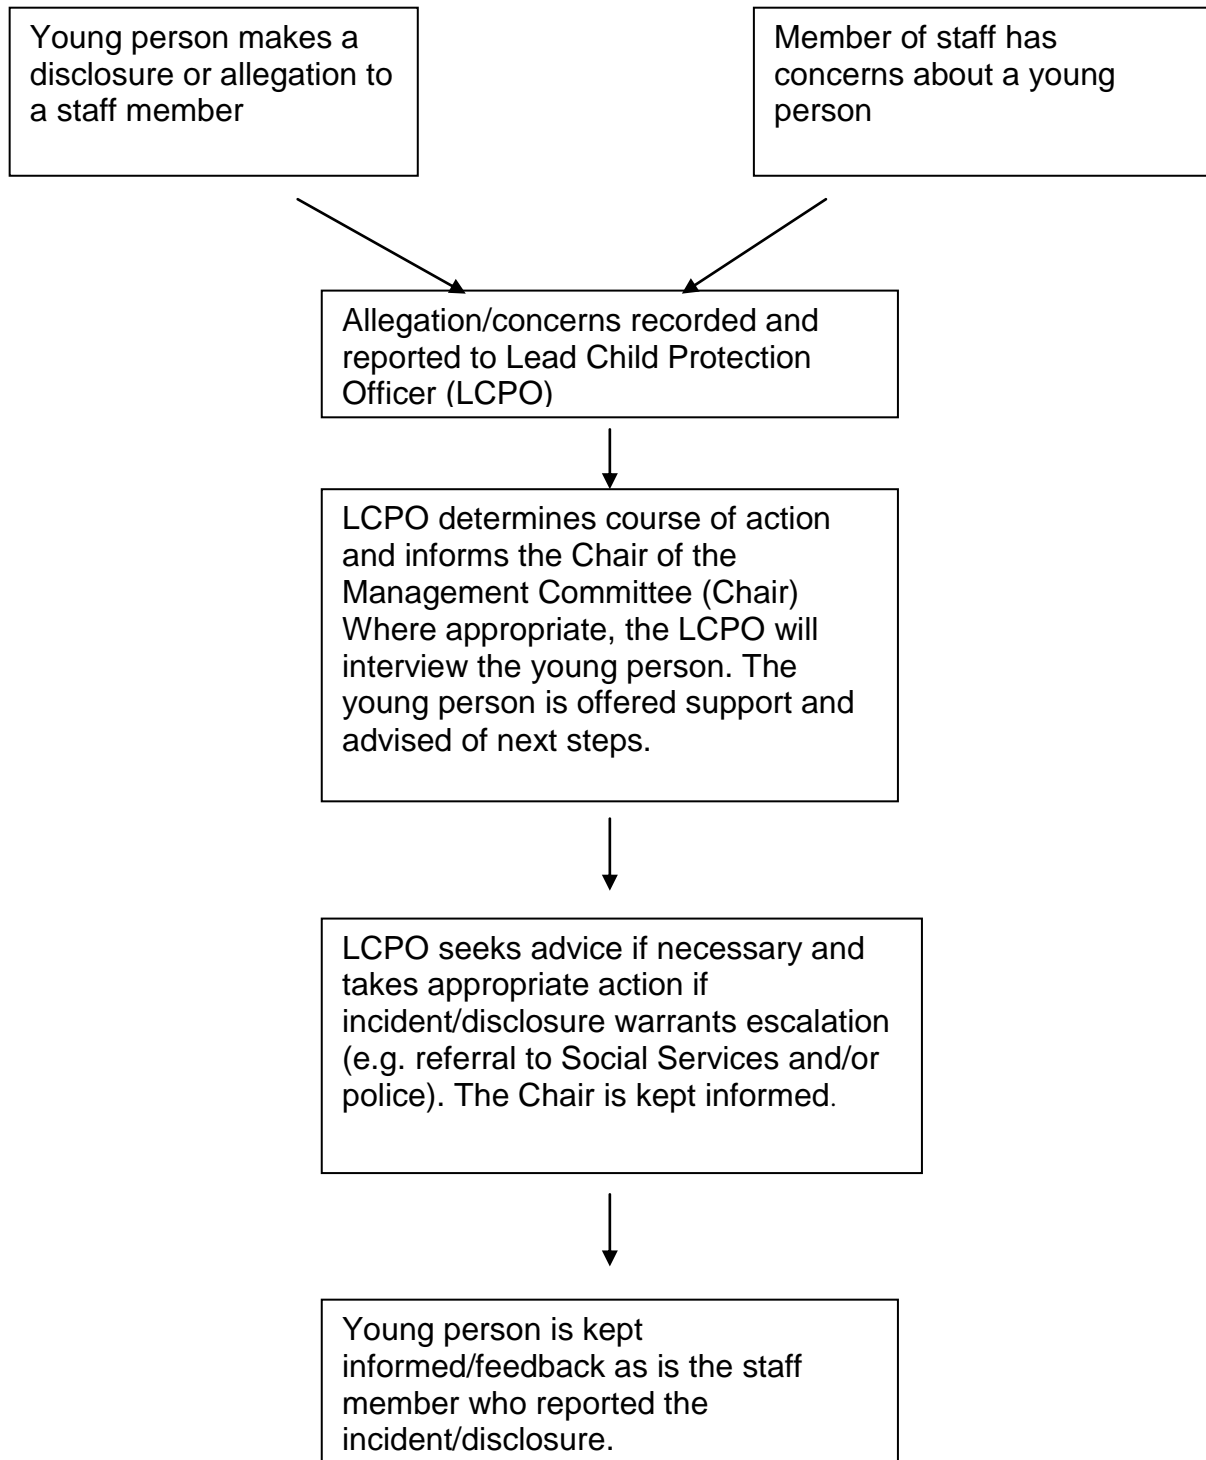 Young person makes a
disclosure or allegation to
a staff member
Member of staff has
concerns about a young
person
Allegation/concerns recorded and
reported to Lead Child Protection
Officer (LCPO)
LCPO determines course of action
and informs the Chair of the
Management Committee (Chair)
Where appropriate, the LCPO will
interview the young person. The
young person is offered support and
advised of next steps.
LCPO seeks advice if necessary and
takes appropriate action if
incident/disclosure warrants escalation
(e.g. referral to Social Services and/or
police). The Chair is kept informed.
Young person is kept
informed/feedback as is the staff
member who reported the
incident/disclosure.